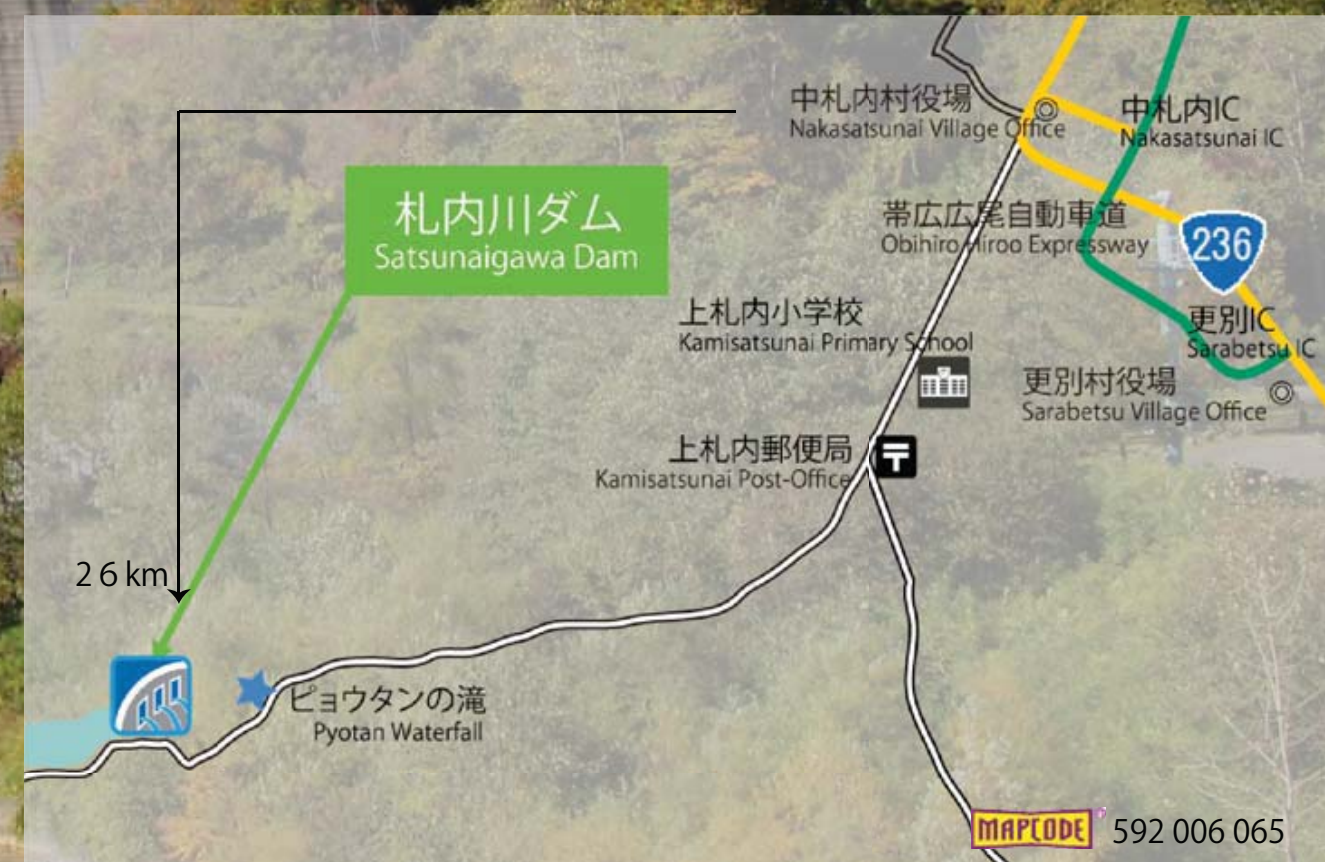 中札内村役場
Nakasatsunai Village Office
中札内IC
Nakasatsunai IC
札内川ダム
Satsunaigawa Dam
帯広広尾自動車道
Obihiro Hiroo Expressway
236
上札内小学校
Kamisatsunai Primary School
更別IC
Sarabetsu IC
更別村役場
Sarabetsu Village Office
上札内郵便局
Kamisatsunai Post-Office
〒
26km
ピョウタンの滝
Pyotan Waterfall
MAPCODE 592 006 065